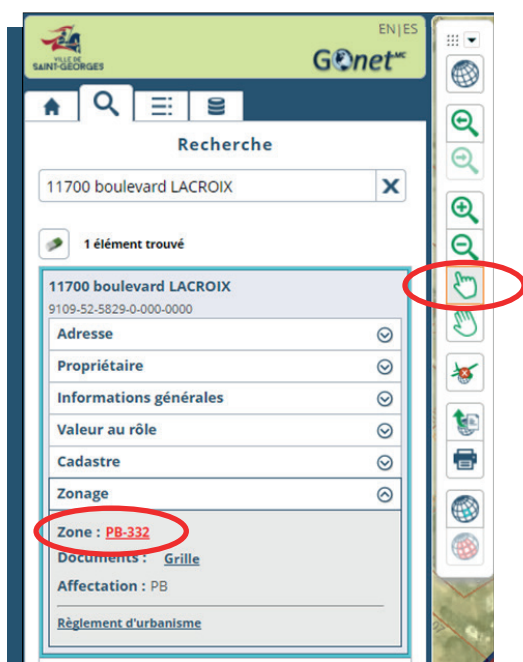 EN|ES
VILLE DE
SAINT-GEORGES
GOnet MC
Recherche
11700 boulevard LACROIX
1 élément trouvé
11700 boulevard LACROIX
9109-52-5829-0-000-0000
Adresse
Propriétaire
Informations générales
Valeur au rôle
Cadastre
Zonage
Zone : PB-332
Documents : Grille
Affectation : PB
Règlement d'urbanisme